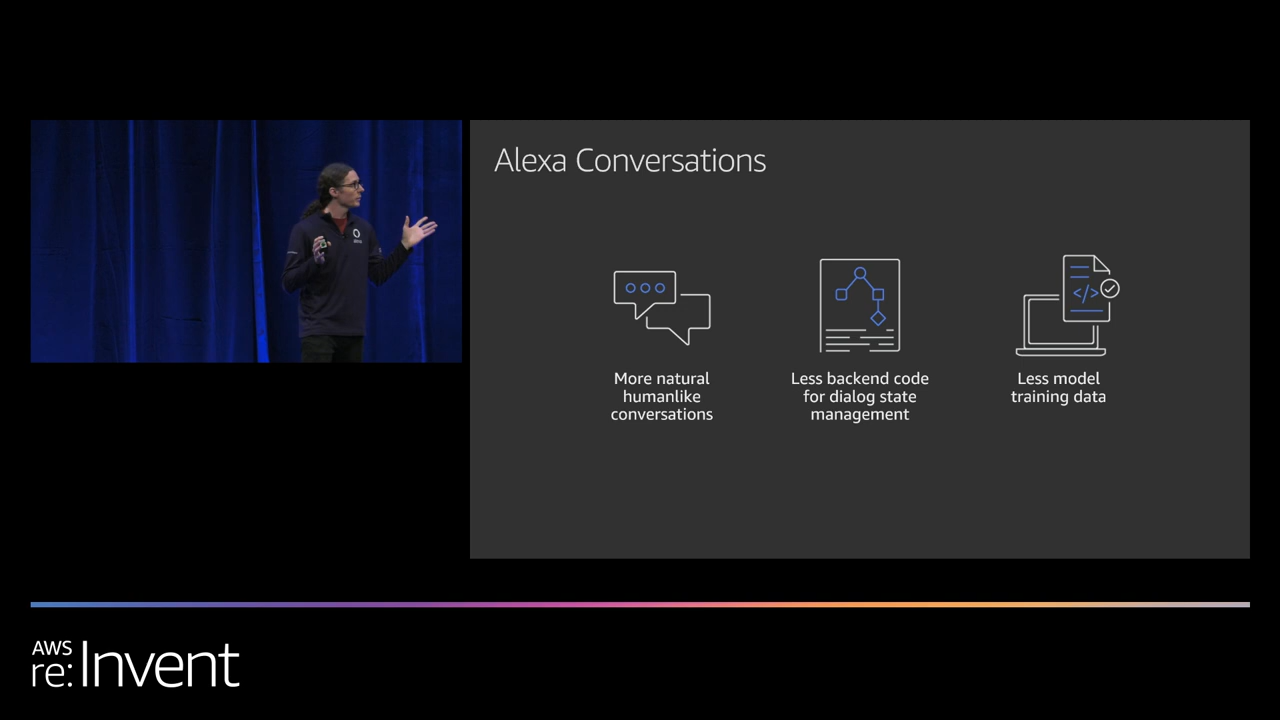 Alexa Conversations
More natural
humanlike
conversations
Less backend code
for dialog state
management
Less model
training data
AWS
re:Invent